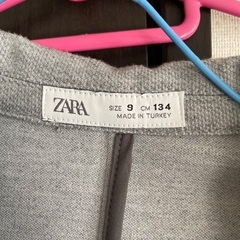 ZARA SIZE 9 CM 134
MADE IN TURKEY